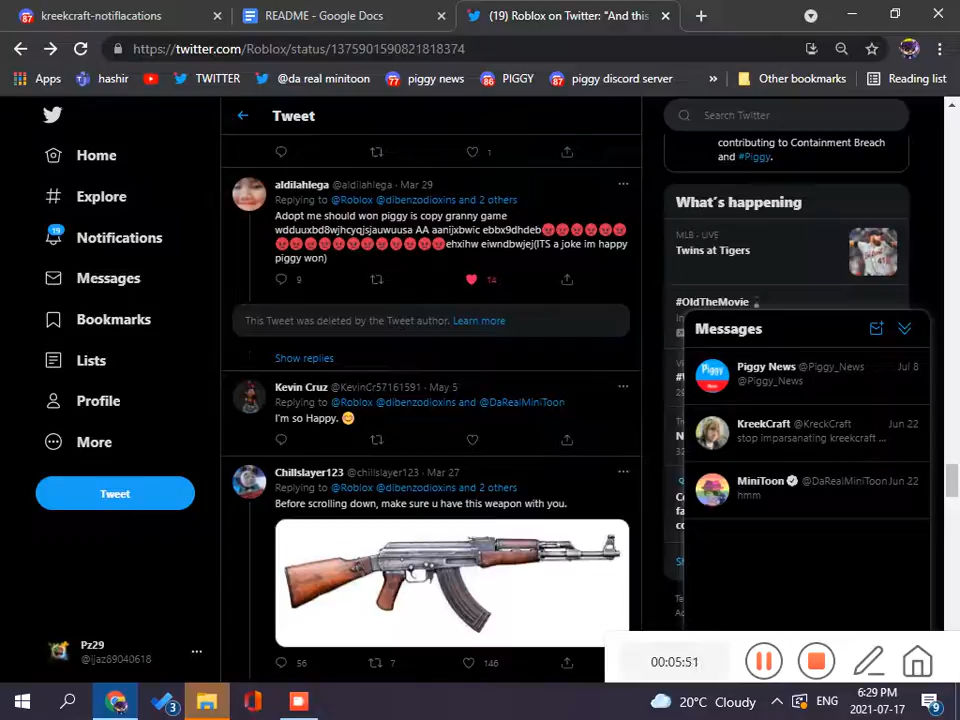 kreekcraft-notiflacations
README - Google Docs
(19) Roblox on Twitter: "And this
https://twitter.com/Roblox/status/1375901590821818374
Apps
hashir
TWITTER
@da real minitoon
77
piggy news
86
PIGGY
87
piggy discord server
»
Other bookmarks
Reading list
Home
Explore
19
Notifications
Messages
Bookmarks
Lists
Profile
More
Tweet
Pz29
@ijaz89040618
Tweet
1
aldilahlega @aldilahlega · Mar 29
Replying to @Roblox @dibenzodioxins and 2 others
Adopt me should won piggy is copy granny game
wdduuxbd8wjhcyqjsjauwuusa AA aanijxbwic ebbx9dhdeb😡😡😡😡😡😡
😡😡😡😡😡😡😡😡😡😡😡😡ehxihw eiwndbwjej(ITS a joke im happy
piggy won)
9
14
This Tweet was deleted by the Tweet author. Learn more
Show replies
Kevin Cruz @KevinCr57161591 · May 5
Replying to @Roblox @dibenzodioxins and @DaRealMiniToon
I'm so Happy. 😊
Chillslayer123 @chillslayer123 · Mar 27
Replying to @Roblox @dibenzodioxins and 2 others
Before scrolling down, make sure u have this weapon with you.
56
7
146
Search Twitter
contributing to Containment Breach
and #Piggy.
What's happening
MLB · LIVE
Twins at Tigers
#OldTheMovie
Messages
Piggy News @Piggy_News Jul 8
@Piggy_News
KreekCraft @KreckCraft Jun 22
stop imparsanating kreekcraft ...
MiniToon @DaRealMiniToon Jun 22
hmm
00:05:51
3
20°C Cloudy
ENG
6:29 PM
2021-07-17
9